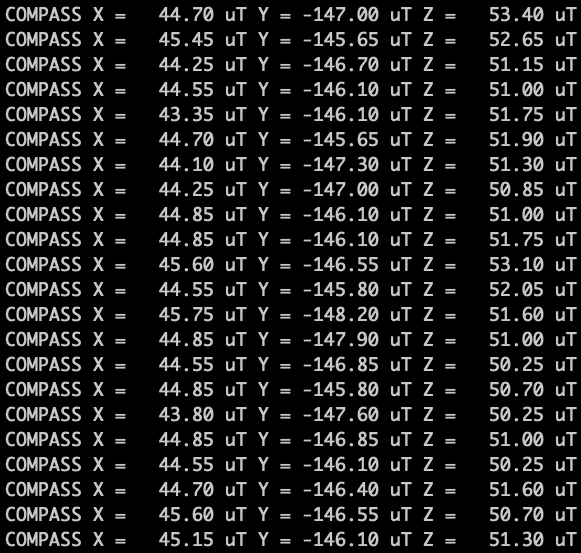 COMPASS X =   44.70 uT Y = -147.00 uT Z =   53.40 uT
COMPASS X =   45.45 uT Y = -145.65 uT Z =   52.65 uT
COMPASS X =   44.25 uT Y = -146.70 uT Z =   51.15 uT
COMPASS X =   44.55 uT Y = -146.10 uT Z =   51.00 uT
COMPASS X =   43.35 uT Y = -146.10 uT Z =   51.75 uT
COMPASS X =   44.70 uT Y = -145.65 uT Z =   51.90 uT
COMPASS X =   44.10 uT Y = -147.30 uT Z =   51.30 uT
COMPASS X =   44.25 uT Y = -147.00 uT Z =   50.85 uT
COMPASS X =   44.85 uT Y = -146.10 uT Z =   51.00 uT
COMPASS X =   44.85 uT Y = -146.10 uT Z =   51.75 uT
COMPASS X =   45.60 uT Y = -146.55 uT Z =   53.10 uT
COMPASS X =   44.55 uT Y = -145.80 uT Z =   52.05 uT
COMPASS X =   45.75 uT Y = -148.20 uT Z =   51.60 uT
COMPASS X =   44.85 uT Y = -147.90 uT Z =   51.00 uT
COMPASS X =   44.55 uT Y = -146.85 uT Z =   50.25 uT
COMPASS X =   44.85 uT Y = -145.80 uT Z =   50.70 uT
COMPASS X =   43.80 uT Y = -147.60 uT Z =   50.25 uT
COMPASS X =   44.85 uT Y = -146.85 uT Z =   51.00 uT
COMPASS X =   44.55 uT Y = -146.10 uT Z =   50.25 uT
COMPASS X =   44.70 uT Y = -146.40 uT Z =   51.60 uT
COMPASS X =   45.60 uT Y = -146.55 uT Z =   50.70 uT
COMPASS X =   45.15 uT Y = -146.10 uT Z =   51.30 uT